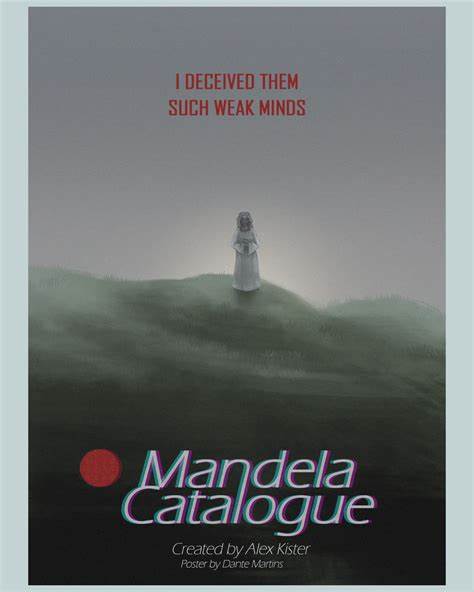 I DECEIVED THEM
SUCH WEAK MINDS
Mandela
Catalogue
Created by Alex Kister
Poster by Dante Martins